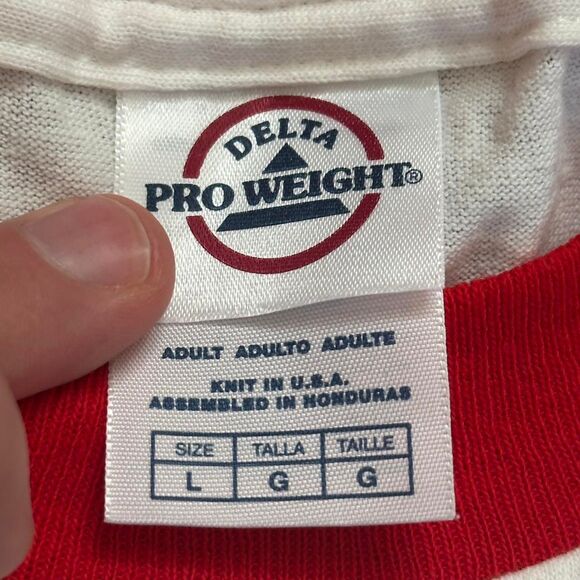 DELTA
PRO WEIGHT®
ADULT ADULTO ADULTE
KNIT IN U.S.A.
ASSEMBLED IN HONDURAS
SIZE TALLA TAILLE
L G G